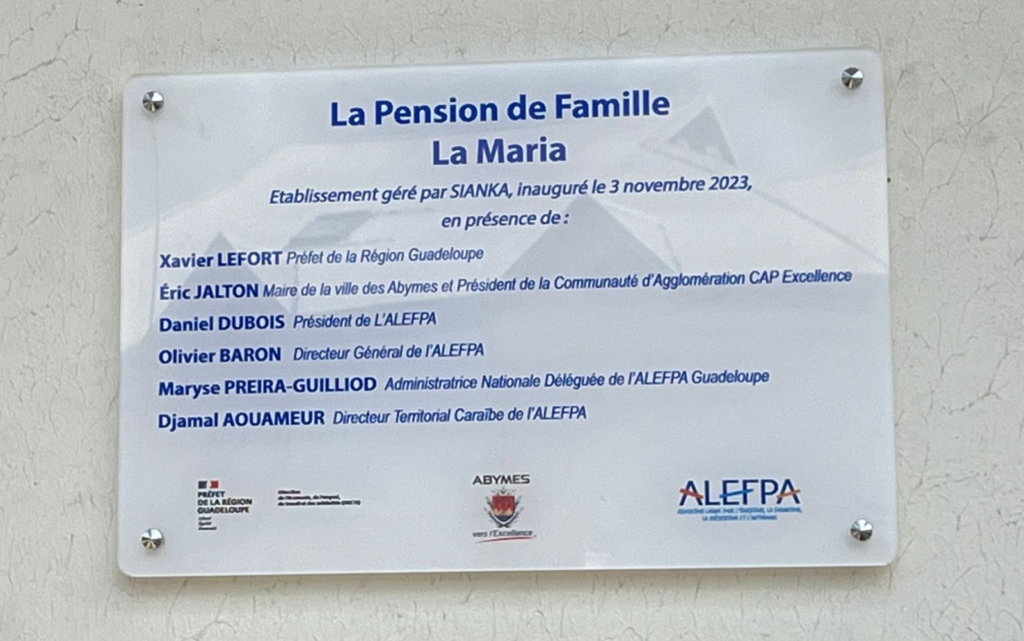 La Pension de Famille
La Maria
Etablissement géré par SIANKA, inauguré le 3 novembre 2023,
en présence de :
Xavier LEFORT Préfet de la Région Guadeloupe
Éric JALTON Maire de la ville des Abymes et Président de la Communauté d'Agglomération CAP Excellence
Daniel DUBOIS Président de L'ALEFPA
Olivier BARON Directeur Général de l'ALEFPA
Maryse PREIRA-GUILLIOD Administratrice Nationale Déléguée de l'ALEFPA Guadeloupe
Djamal AOUAMEUR Directeur Territorial Caraïbe de l'ALEFPA
PRÉFET
DE LA RÉGION
GUADELOUPE
ABYMES
vers l'Excellence
ALEFPA